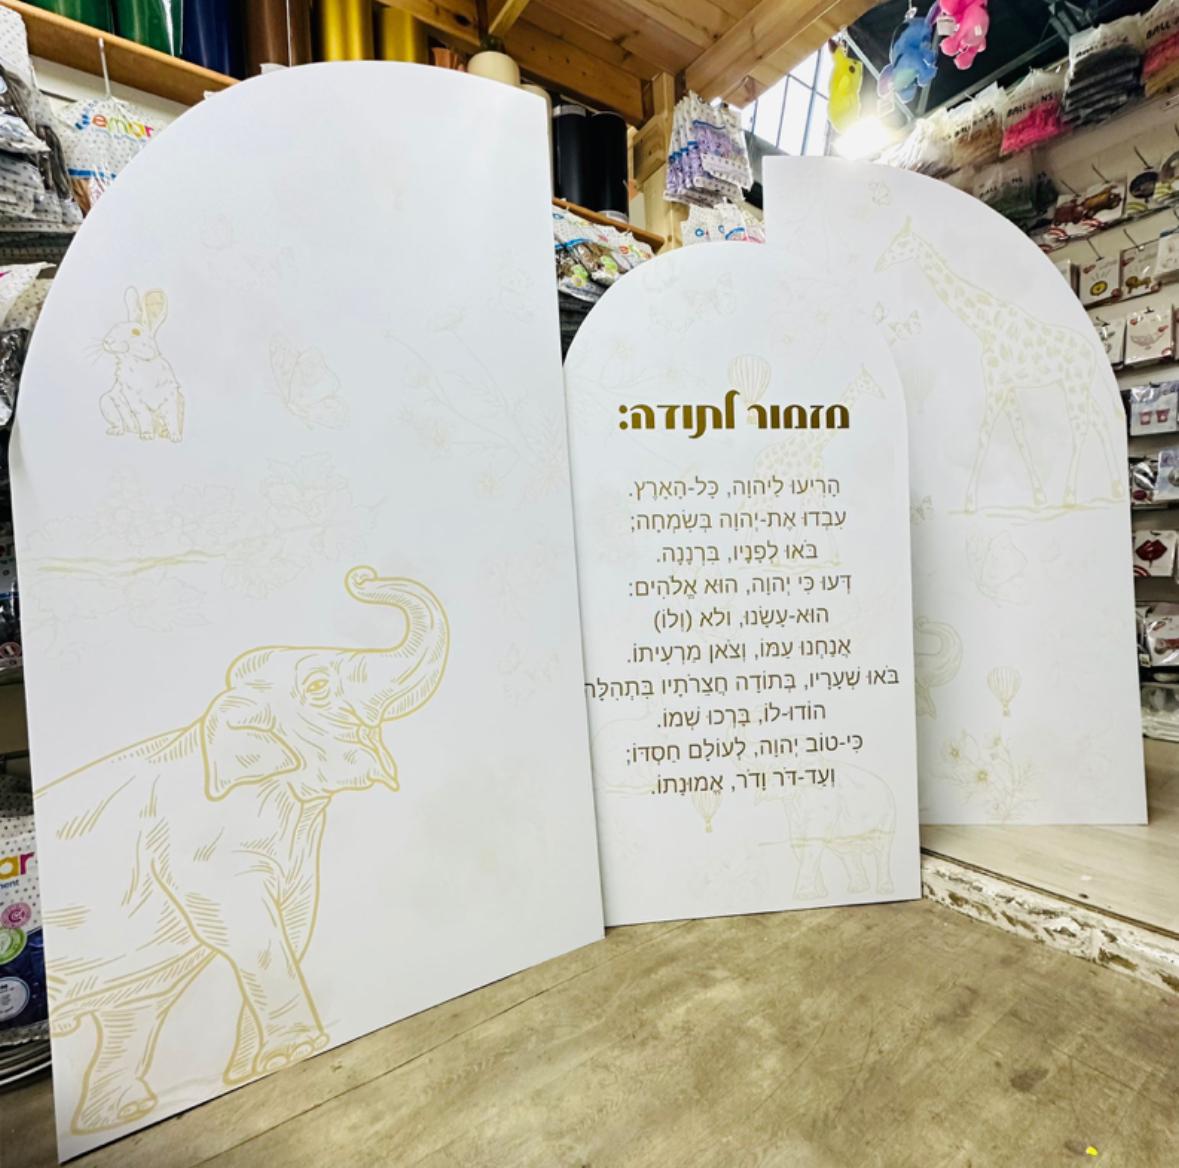 מזמור לתודה:
הָרִיעוּ לַיהוָה, כָּל-הָאָרֶץ.
עִבְדוּ אֶת-יְהוָה בְּשִׂמְחָה;
בֹּאוּ לְפָנָיו, בִּרְנָנָה.
דְּעוּ כִּי יְהוָה, הוּא אֱלֹהִים:
הוּא-עָשָׂנוּ, ולא (וְלוֹ)
אֲנַחְנוּ עַמּוֹ, וְצֹאן מַרְעִיתוֹ.
בֹּאוּ שְׁעָרָיו, בְּתוֹדָה חֲצֵרֹתָיו בִּתְהִלָּה
הוֹדוּ-לוֹ, בָּרְכוּ שְׁמוֹ.
כִּי-טוֹב יְהוָה, לְעוֹלָם חַסְדּוֹ;
וְעַד-דֹּר וָדֹר, אֱמוּנָתוֹ.